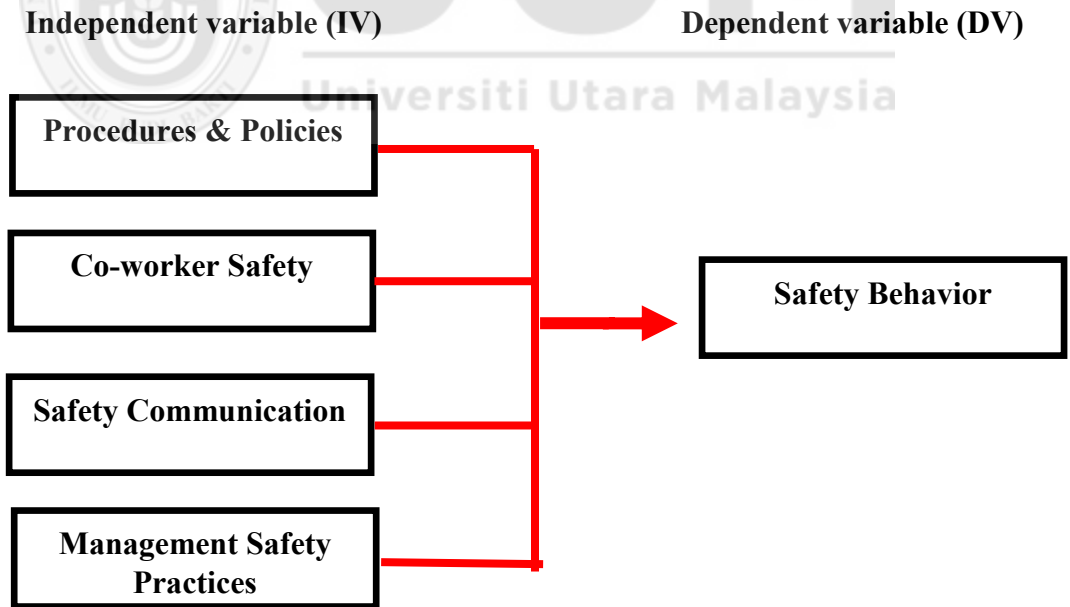 Independent variable (IV)
Dependent variable (DV)
Universiti Utara Malaysia
Procedures & Policies
Co-worker Safety
Safety Behavior
Safety Communication
Management Safety
Practices